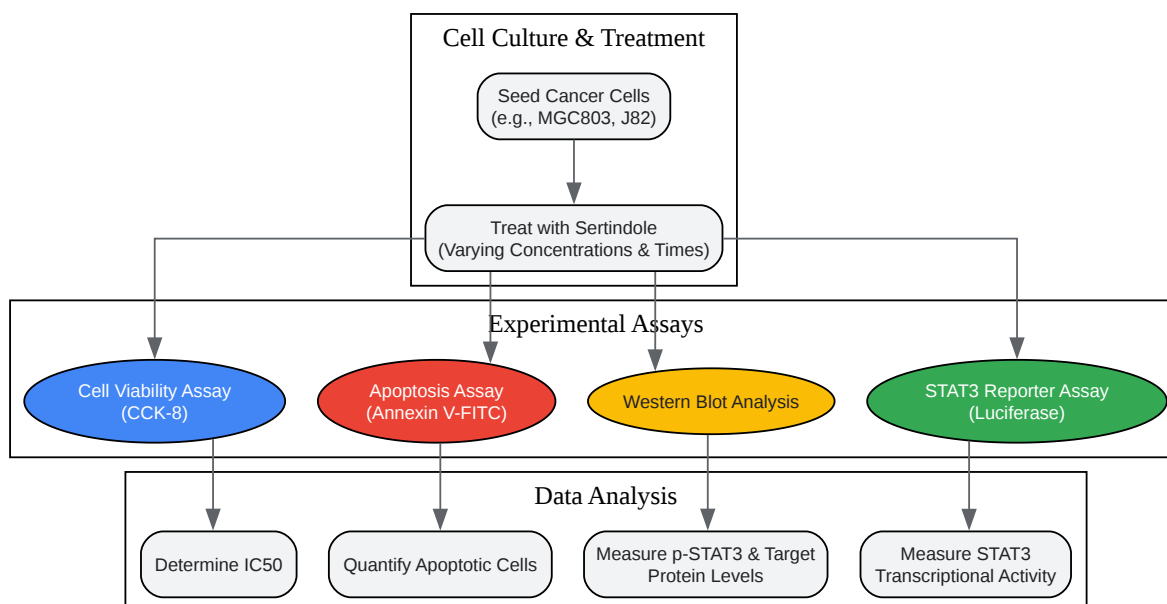 Cell Culture & Treatment
Seed Cancer Cells
(e.g., MGC803, J82)
Treat with Sertindole
(Varying Concentrations & Times)
Experimental Assays
Cell Viability Assay
(CCK-8)
Apoptosis Assay
(Annexin V-FITC)
Western Blot Analysis
STAT3 Reporter Assay
(Luciferase)
Data Analysis
Determine IC50
Quantify Apoptotic Cells
Measure p-STAT3 & Target
Protein Levels
Measure STAT3
Transcriptional Activity